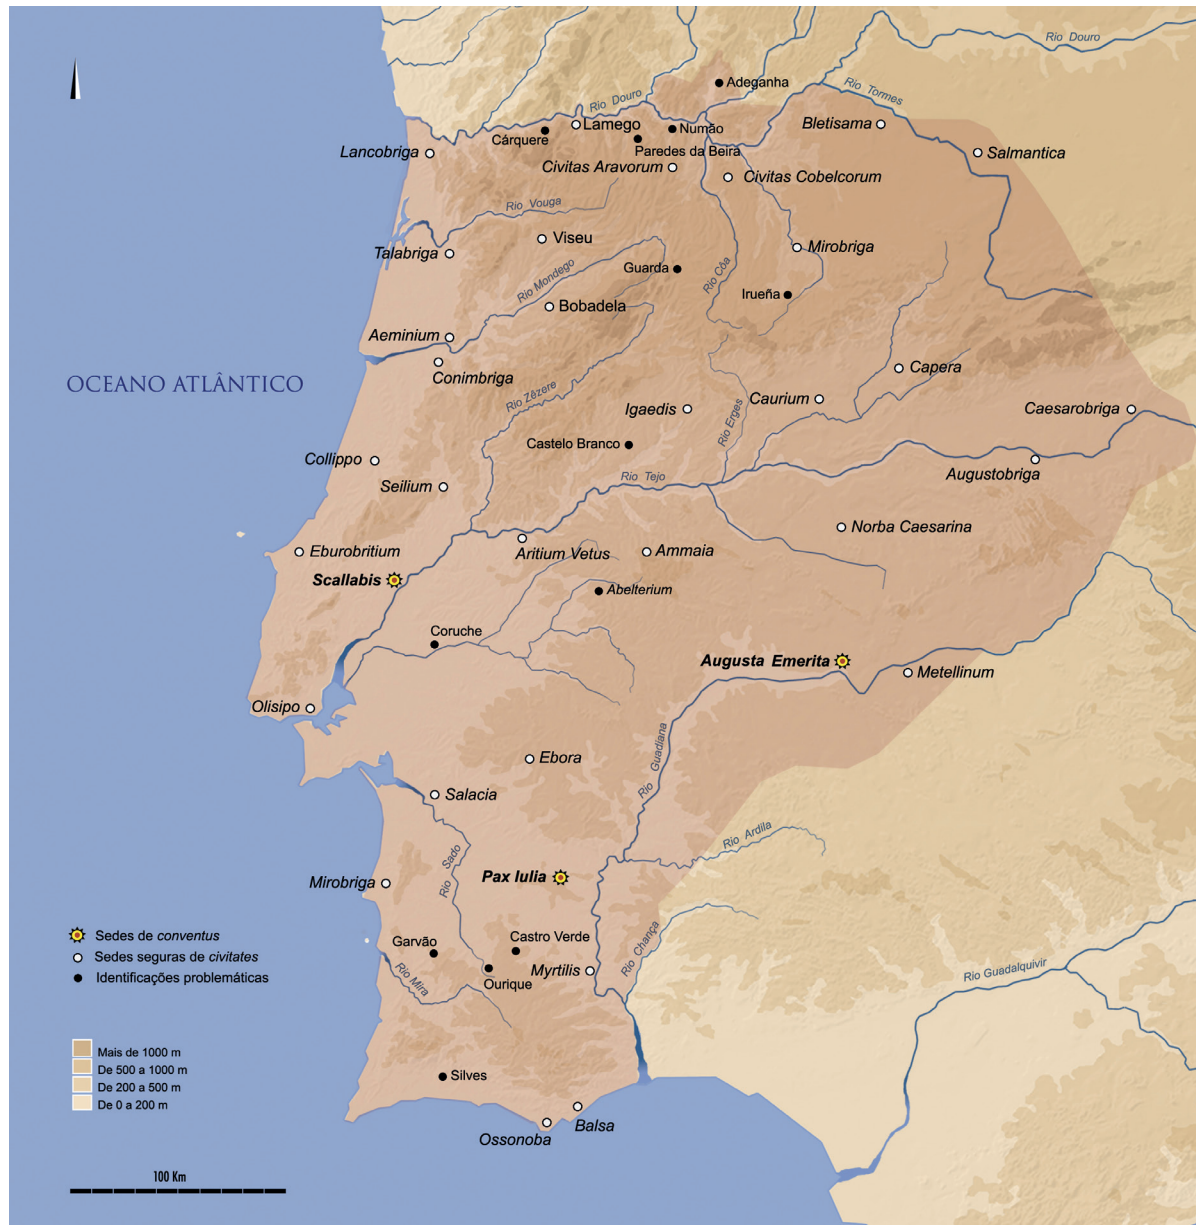 Rio Douro
Adeganha
Rio Tormes
Rio Douro
Bletisama
Lamego
Numão
Cárquere
Paredes da Beira
Lancobriga
Salmantica
Civitas Aravorum
Civitas Cobelcorum
Rio Vouga
Viseu
Talabriga
Mirobriga
Guarda
Rio Côa
Rio Mondego
Irueña
Bobadela
Aeminium
Capera
Conimbriga
OCEANO ATLÂNTICO
Rio Zêzere
Igaedis
Caurium
Caesarobriga
Rio Erges
Castelo Branco
Collippo
Rio Tejo
Augustobriga
Seilium
Norba Caesarina
Eburobritium
Aritium Vetus
Ammaia
Scallabis
Abelterium
Coruche
Augusta Emerita
Metellinum
Olisipo
Ebora
Rio Guadiana
Salacia
Rio Ardila
Rio Sado
Pax Iulia
Mirobriga
Sedes de conventus
Sedes seguras de civitates
Identificações problemáticas
Garvão
Castro Verde
Rio Chança
Rio Mira
Ourique
Myrtilis
Rio Guadalquivir
Mais de 1000 m
De 500 a 1000 m
De 200 a 500 m
De 0 a 200 m
Silves
Balsa
Ossonoba
100 Km